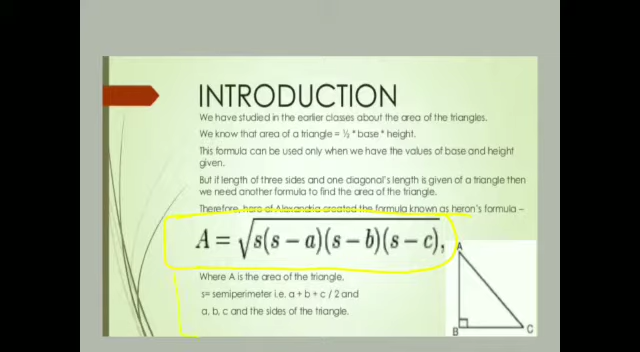 INTRODUCTION
We have studied in the earlier classes about the area of the triangles.
We know that area of a triangle = ½ * base * height.
This formula can be used only when we have the values of base and height
given.
But if length of three sides and one diagonal's length is given of a triangle then
we need another formula to find the area of the triangle.
Therefore, hero of Alexandria created the formula known as heron's formula –
A = √s(s − a)(s − b)(s − c),
Where A is the area of the triangle,
s= semiperimeter i.e. a + b + c / 2 and
a, b, c and the sides of the triangle.
A
B
C